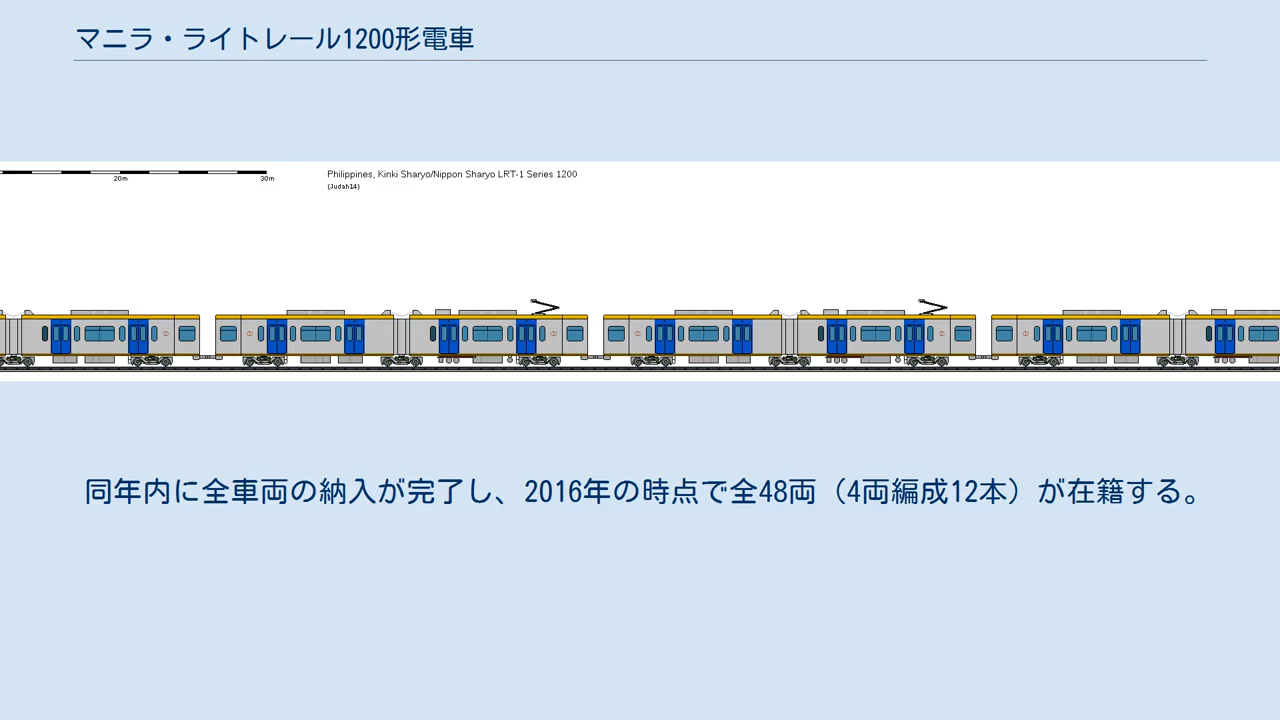 マニラ・ライトレール1200形電車
20m 30m Philippines, Kinki Sharyo/Nippon Sharyo LRT-1 Series 1200
(Judah14)
同年内に全車両の納入が完了し、2016年の時点で全48両（4両編成12本）が在籍する。